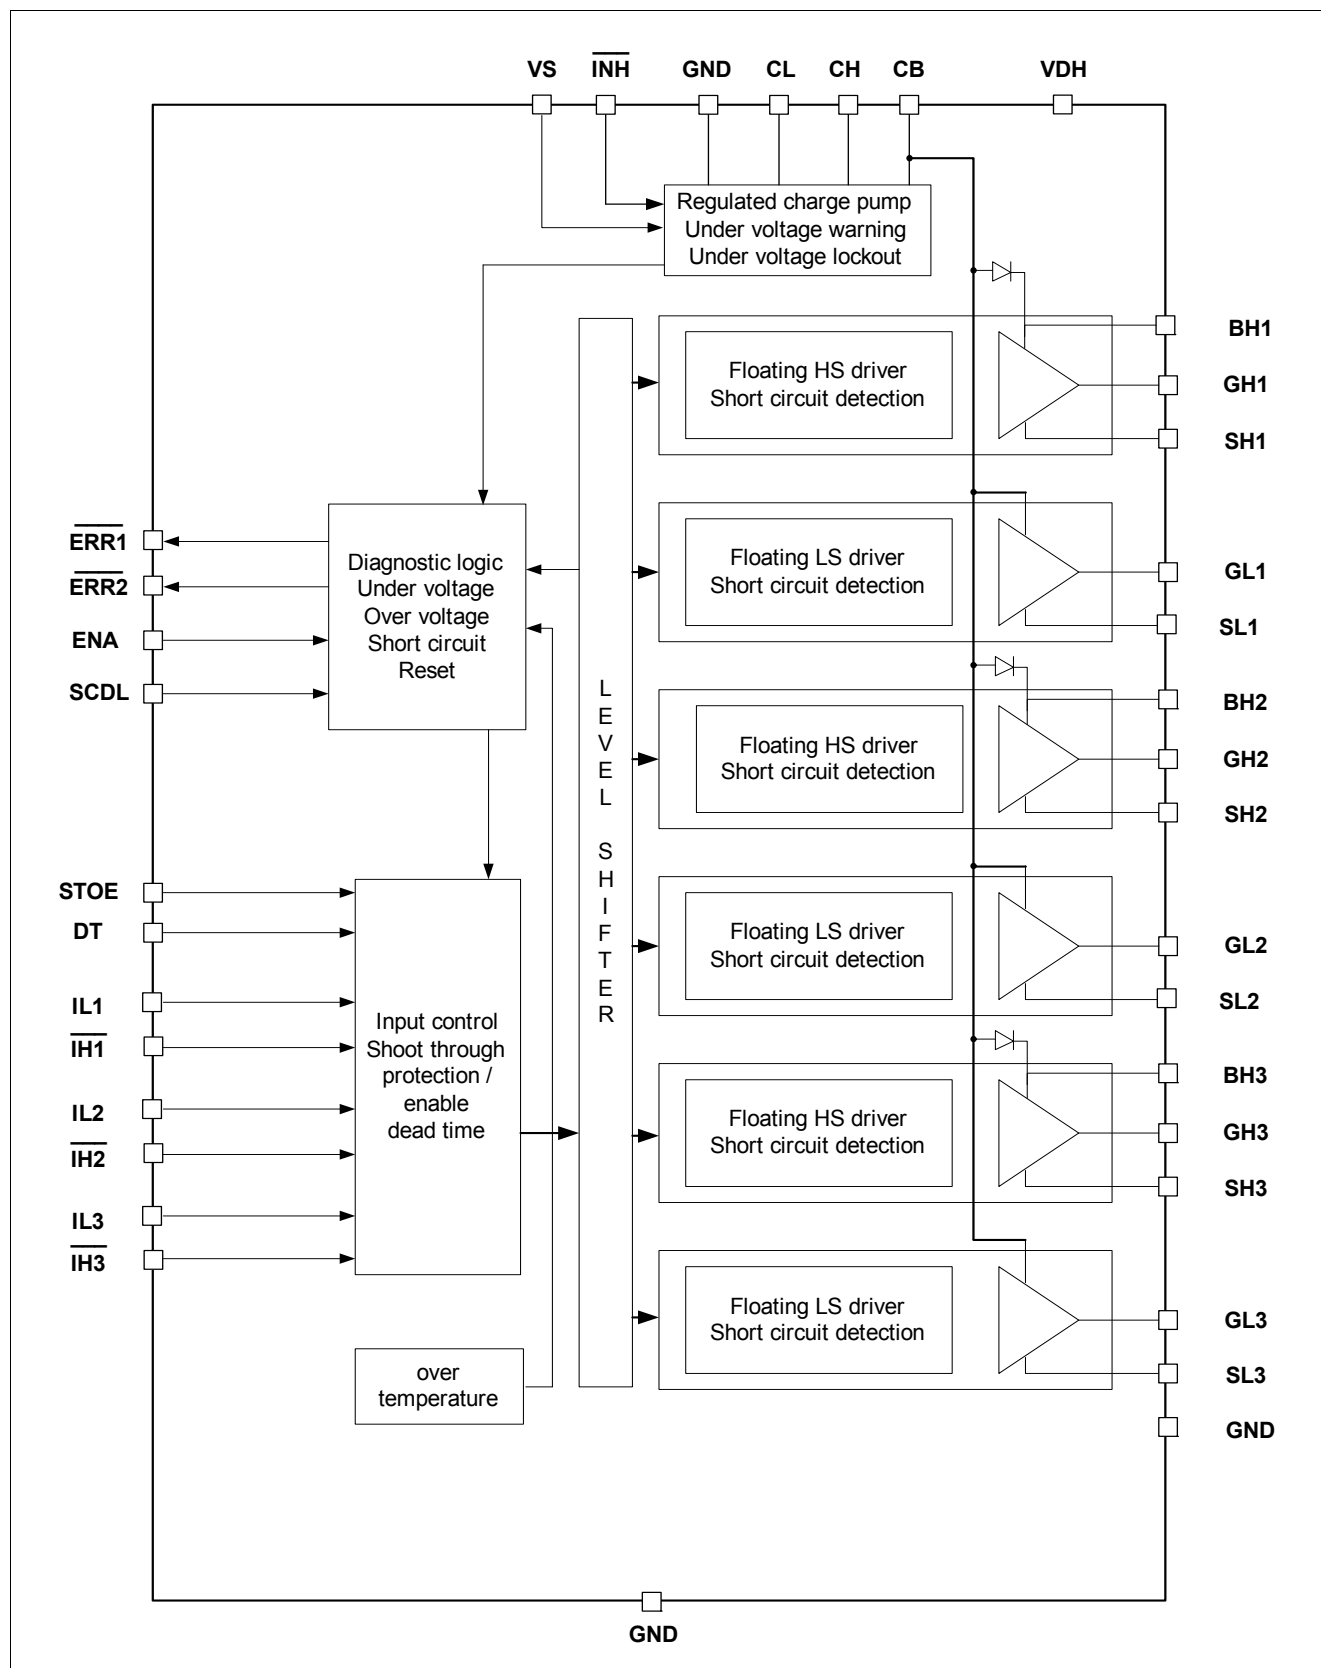 VS INH GND CL CH CB VDH
Regulated charge pump
Under voltage warning
Under voltage lockout
BH1
Floating HS driver
Short circuit detection
GH1
SH1
ERR1
ERR2
ENA
SCDL
Diagnostic logic
Under voltage
Over voltage
Short circuit
Reset
Floating LS driver
Short circuit detection
GL1
SL1
LEVEL SHIFTER
BH2
Floating HS driver
Short circuit detection
GH2
SH2
STOE
DT
IL1
IH1
IL2
IH2
IL3
IH3
Input control
Shoot through
protection /
enable
dead time
Floating LS driver
Short circuit detection
GL2
SL2
BH3
Floating HS driver
Short circuit detection
GH3
SH3
over
temperature
Floating LS driver
Short circuit detection
GL3
SL3
GND
GND